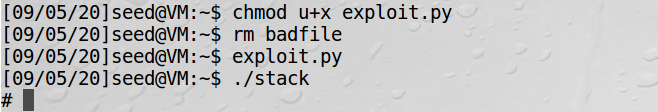 [09/05/20]seed@VM:~$ chmod u+x exploit.py
[09/05/20]seed@VM:~$ rm badfile
[09/05/20]seed@VM:~$ exploit.py
[09/05/20]seed@VM:~$ ./stack
#